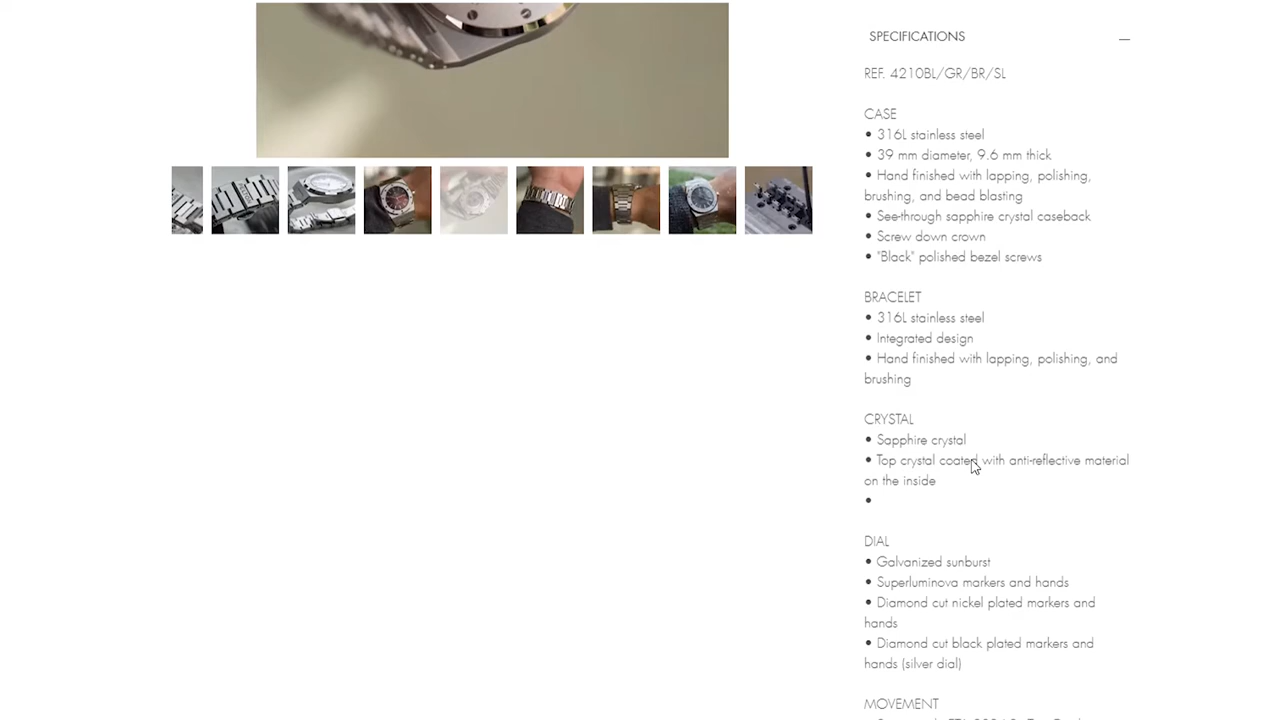 SPECIFICATIONS
REF. 4210BL/GR/BR/SL
CASE
• 316L stainless steel
• 39 mm diameter, 9.6 mm thick
• Hand finished with lapping, polishing,
brushing, and bead blasting
• See-through sapphire crystal caseback
• Screw down crown
• "Black" polished bezel screws
BRACELET
• 316L stainless steel
• Integrated design
• Hand finished with lapping, polishing, and
brushing
CRYSTAL
• Sapphire crystal
• Top crystal coated with anti-reflective material
on the inside
•
DIAL
• Galvanized sunburst
• Superluminova markers and hands
• Diamond cut nickel plated markers and
hands
• Diamond cut black plated markers and
hands (silver dial)
MOVEMENT